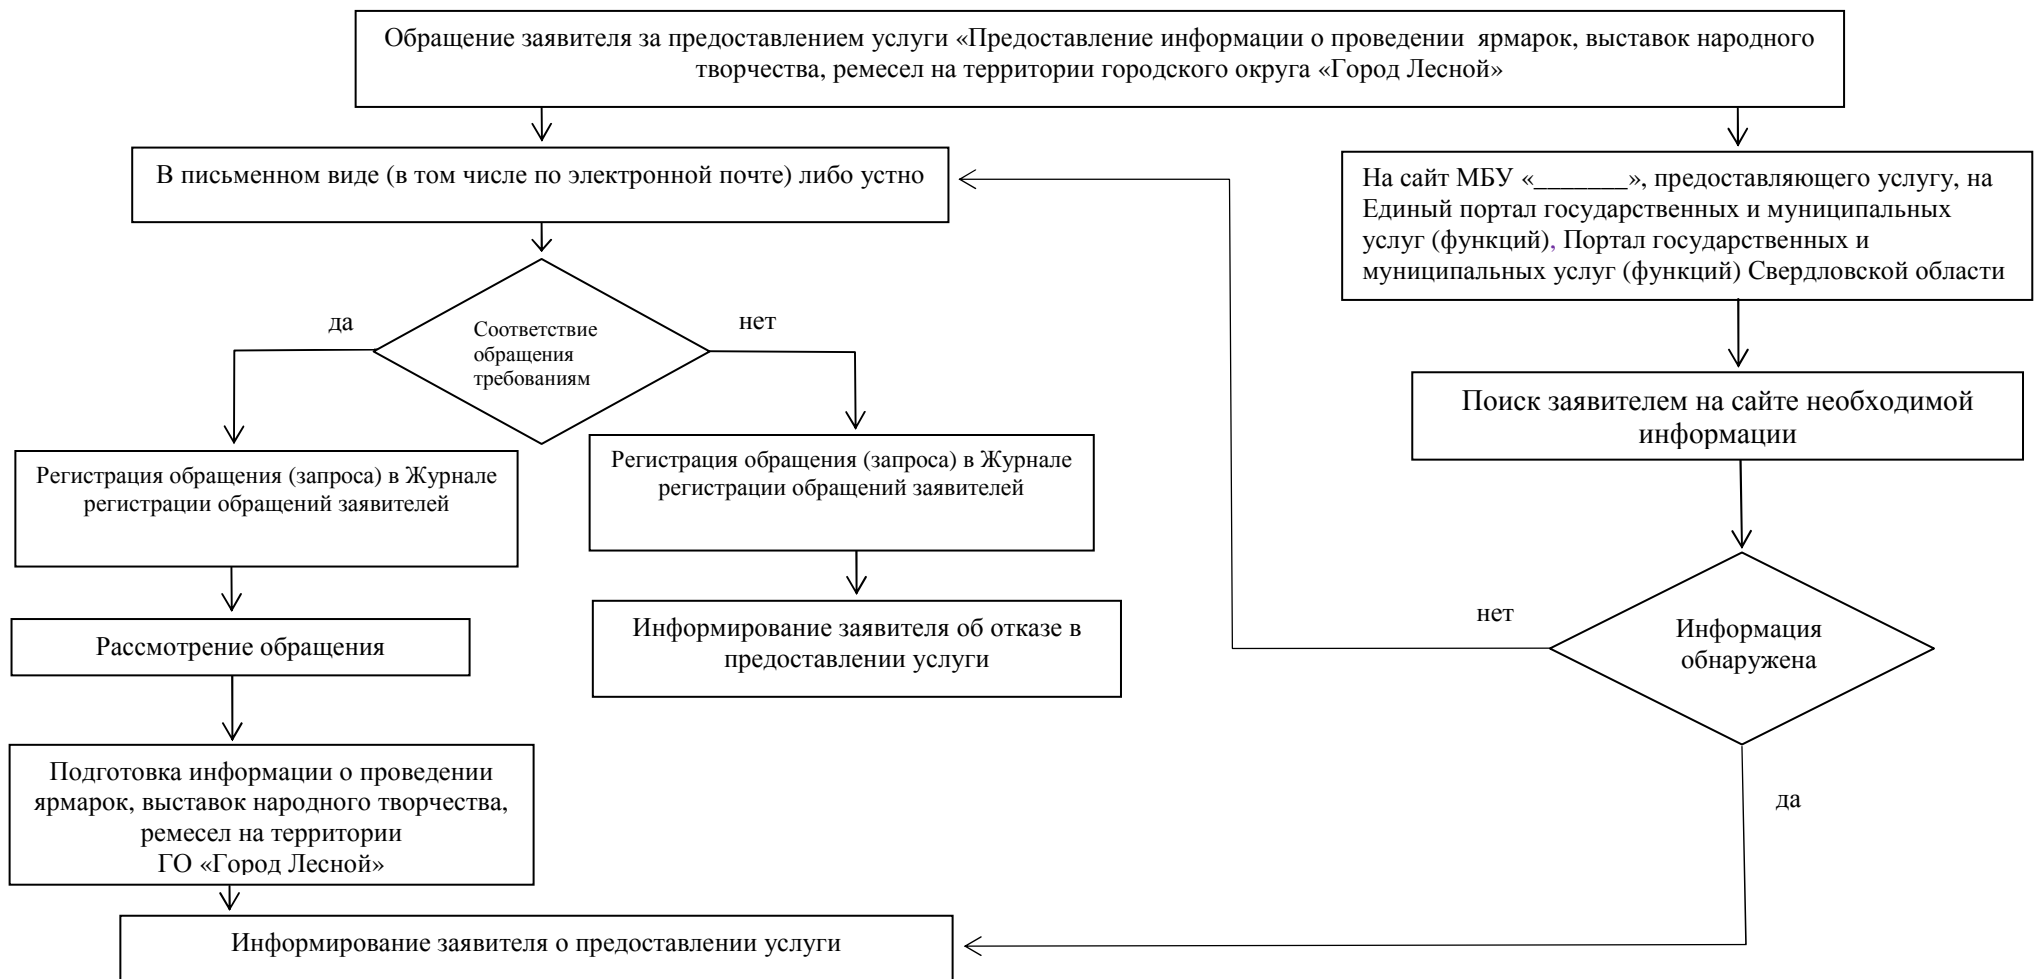 Обращение заявителя за предоставлением услуги «Предоставление информации о проведении ярмарок, выставок народного
творчества, ремесел на территории городского округа «Город Лесной»
В письменном виде (в том числе по электронной почте) либо устно
На сайт МБУ «_______», предоставляющего услугу, на
Единый портал государственных и муниципальных
услуг (функций), Портал государственных и
муниципальных услуг (функций) Свердловской области
да
Соответствие
обращения
требованиям
нет
Поиск заявителем на сайте необходимой
информации
Регистрация обращения (запроса) в Журнале
регистрации обращений заявителей
Регистрация обращения (запроса) в Журнале
регистрации обращений заявителей
Рассмотрение обращения
Информирование заявителя об отказе в
предоставлении услуги
нет
Информация
обнаружена
да
Подготовка информации о проведении
ярмарок, выставок народного творчества,
ремесел на территории
ГО «Город Лесной»
Информирование заявителя о предоставлении услуги